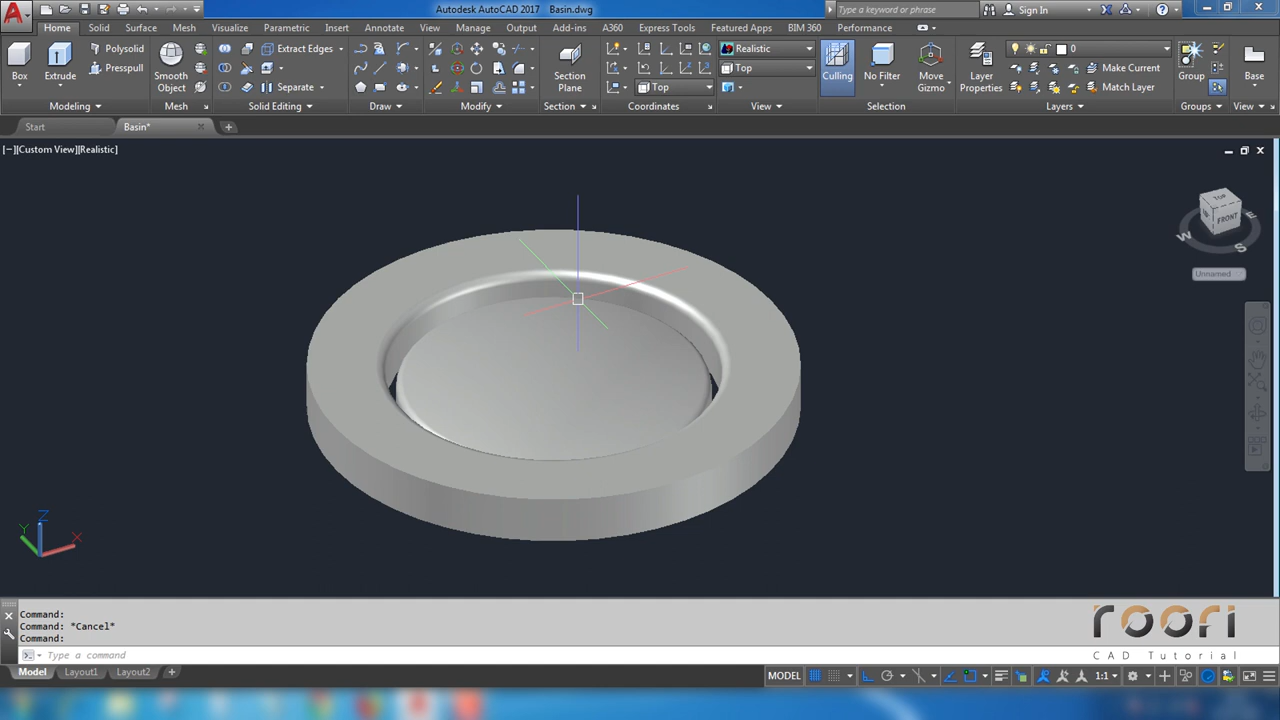 Autodesk AutoCAD 2017 Basin.dwg
Type a keyword or phrase
Sign In
Home Solid Surface Mesh Visualize Parametric Insert Annotate View Manage Output Add-ins A360 Express Tools Featured Apps BIM 360 Performance
Box
Extrude
Polysolid
Presspull
Smooth Object
Extract Edges
Separate
Section Plane
Realistic
Top
Top
Culling
No Filter
Move Gizmo
Layer Properties
0
Make Current
Match Layer
Group
Base
Modeling Mesh Solid Editing Draw Modify Section Coordinates View Selection Layers Groups View
Start Basin*
[−][Custom View][Realistic]
TOP
FRONT
W
S
E
Unnamed
Z
Y
X
Command:
Command: *Cancel*
Command:
Type a command
roori
CAD Tutorial
Model Layout1 Layout2
MODEL 1:1